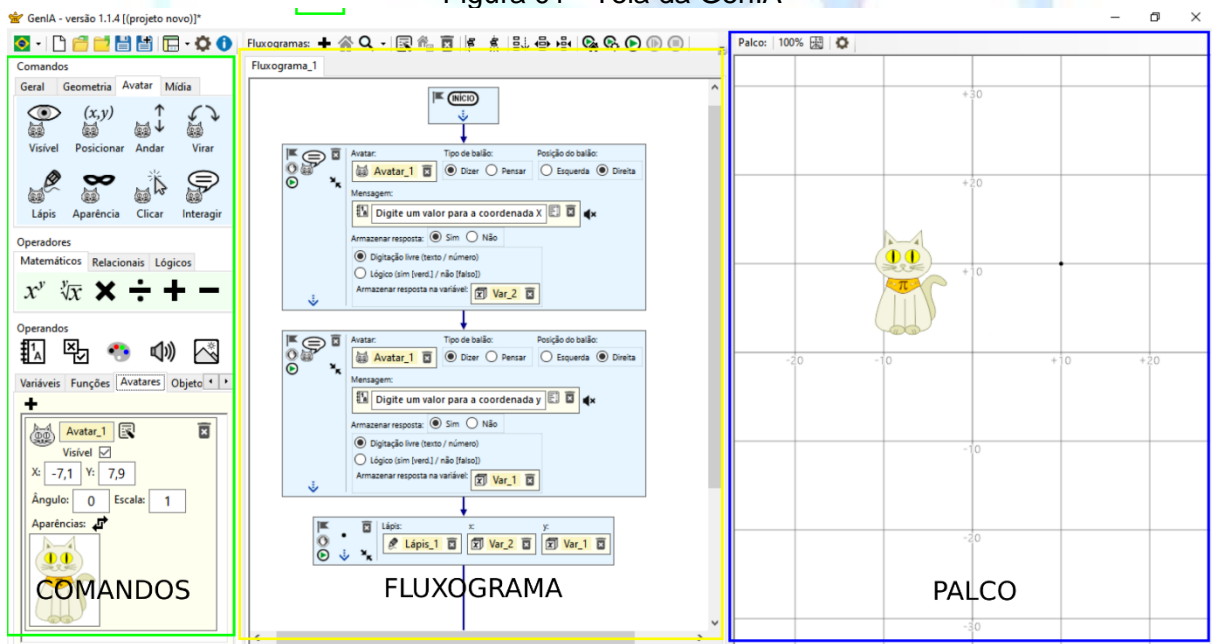 Figura 01 - Tela da GenIA
GenIA - versão 1.1.4 [(projeto novo)]*
Fluxogramas:
Palco: 100%
Comandos
Geral Geometria Avatar Mídia
(x,y)
Visível Posicionar Andar Virar
Lápis Aparência Clicar Interagir
Operadores
Matemáticos Relacionais Lógicos
Operandos
Variáveis Funções Avatares Objeto
Avatar_1
Visível
X: -7,1 Y: 7,9
Ângulo: 0 Escala: 1
Aparências:
π
COMANDOS
Fluxograma_1
INÍCIO
Avatar: Tipo de balão: Posição do balão:
Avatar_1 Dizer Pensar Esquerda Direita
Mensagem:
Digite um valor para a coordenada X
Armazenar resposta: Sim Não
Digitação livre (texto / número)
Lógico (sim [verd.] / não [falso])
Armazenar resposta na variável: Var_2
Avatar: Tipo de balão: Posição do balão:
Avatar_1 Dizer Pensar Esquerda Direita
Mensagem:
Digite um valor para a coordenada y
Armazenar resposta: Sim Não
Digitação livre (texto / número)
Lógico (sim [verd.] / não [falso])
Armazenar resposta na variável: Var_1
Lápis: x: y:
Lápis_1 Var_2 Var_1
FLUXOGRAMA
+30
+20
+10
π
-20 -10 +10 +20
-10
-20
PALCO
-30